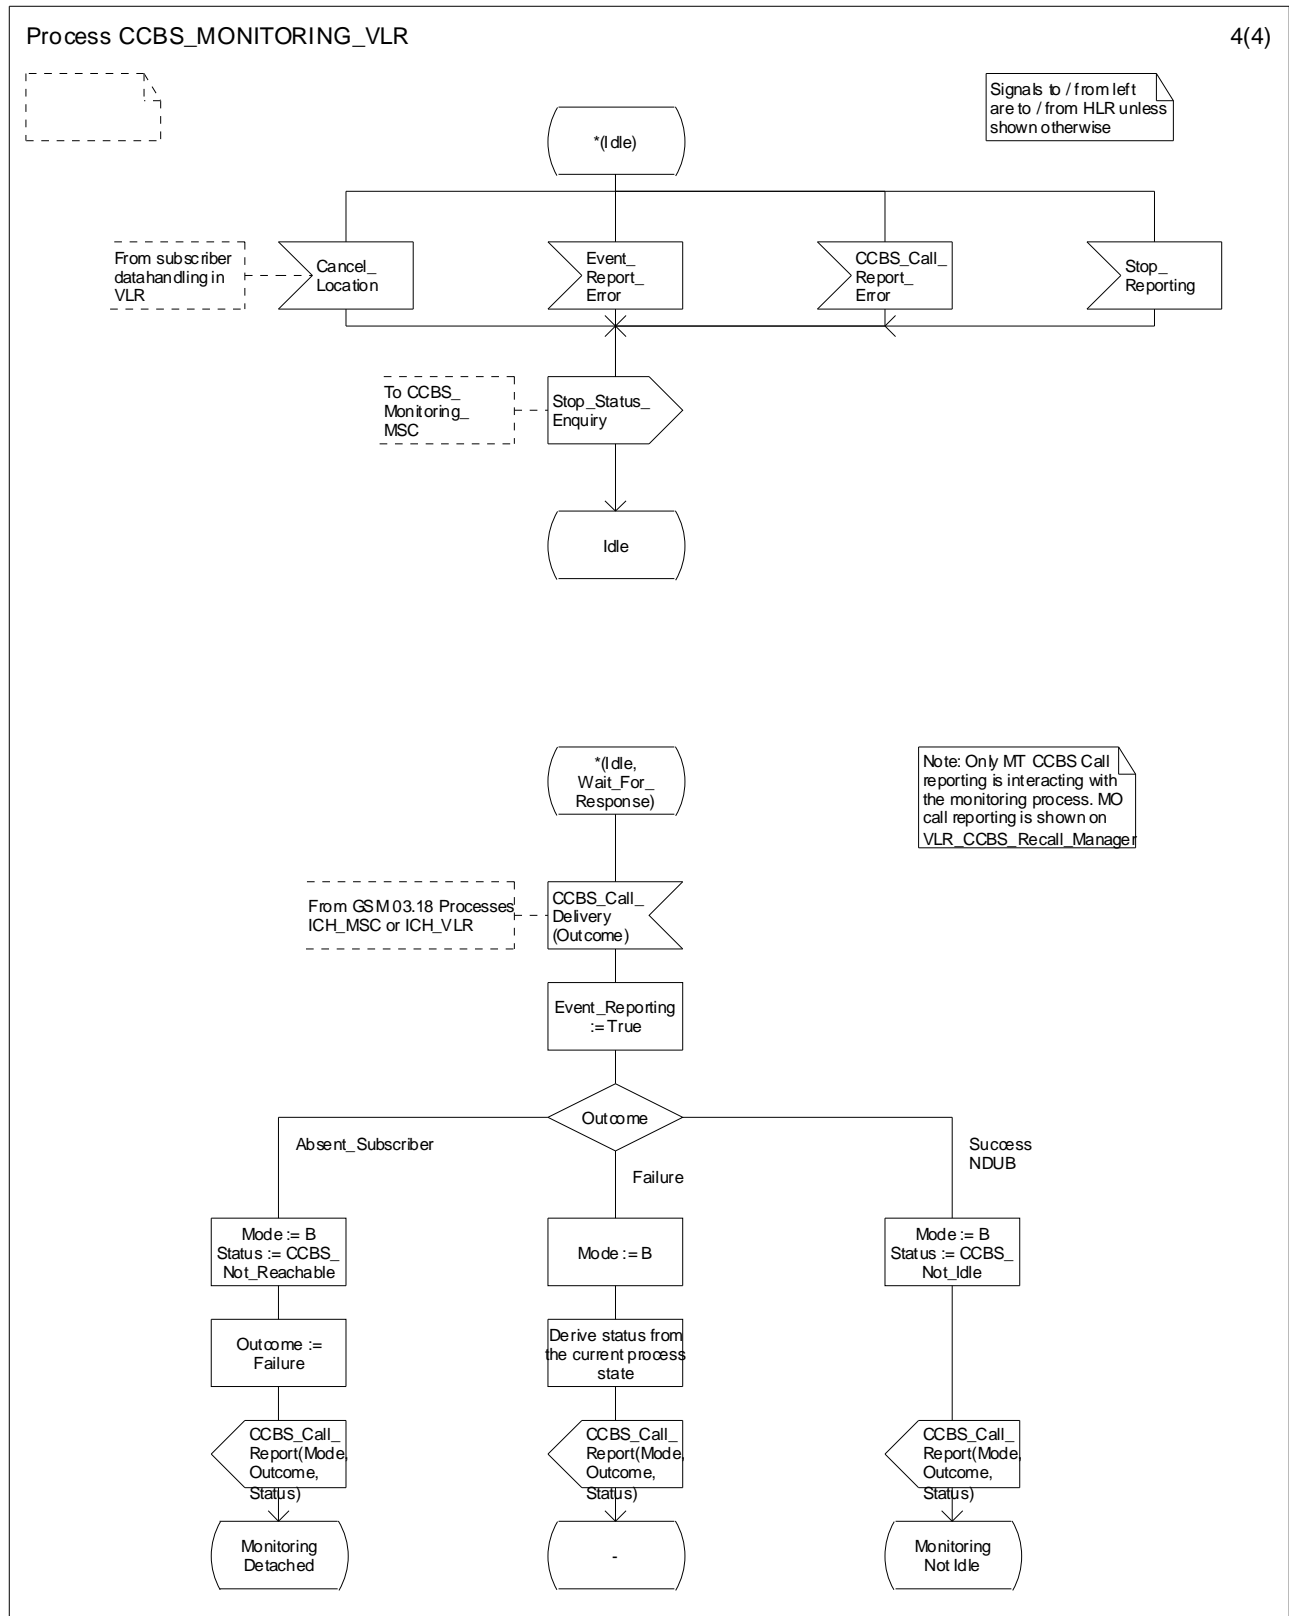 Process CCBS_MONITORING_VLR
4(4)
Signals to / from left
are to / from HLR unless
shown otherwise
*(Idle)
From subscriber
datahandling in
VLR
Cancel_
Location
Event_
Report_
Error
CCBS_Call_
Report_
Error
Stop_
Reporting
To CCBS_
Monitoring_
MSC
Stop_Status_
Enquiry
Idle
*(Idle,
Wait_For_
Response)
Note: Only MT CCBS Call
reporting is interacting with
the monitoring process. MO
call reporting is shown on
VLR_CCBS_Recall_Manager
From GSM 03.18 Processes
ICH_MSC or ICH_VLR
CCBS_Call_
Delivery
(Outcome)
Event_Reporting
:= True
Outcome
Absent_Subscriber
Failure
Success
NDUB
Mode := B
Status := CCBS_
Not_Reachable
Mode := B
Mode := B
Status := CCBS_
Not_Idle
Outcome :=
Failure
Derive status from
the current process
state
CCBS_Call_
Report(Mode,
Outcome,
Status)
CCBS_Call_
Report(Mode,
Outcome,
Status)
CCBS_Call_
Report(Mode,
Outcome,
Status)
Monitoring
Detached
-
Monitoring
Not Idle